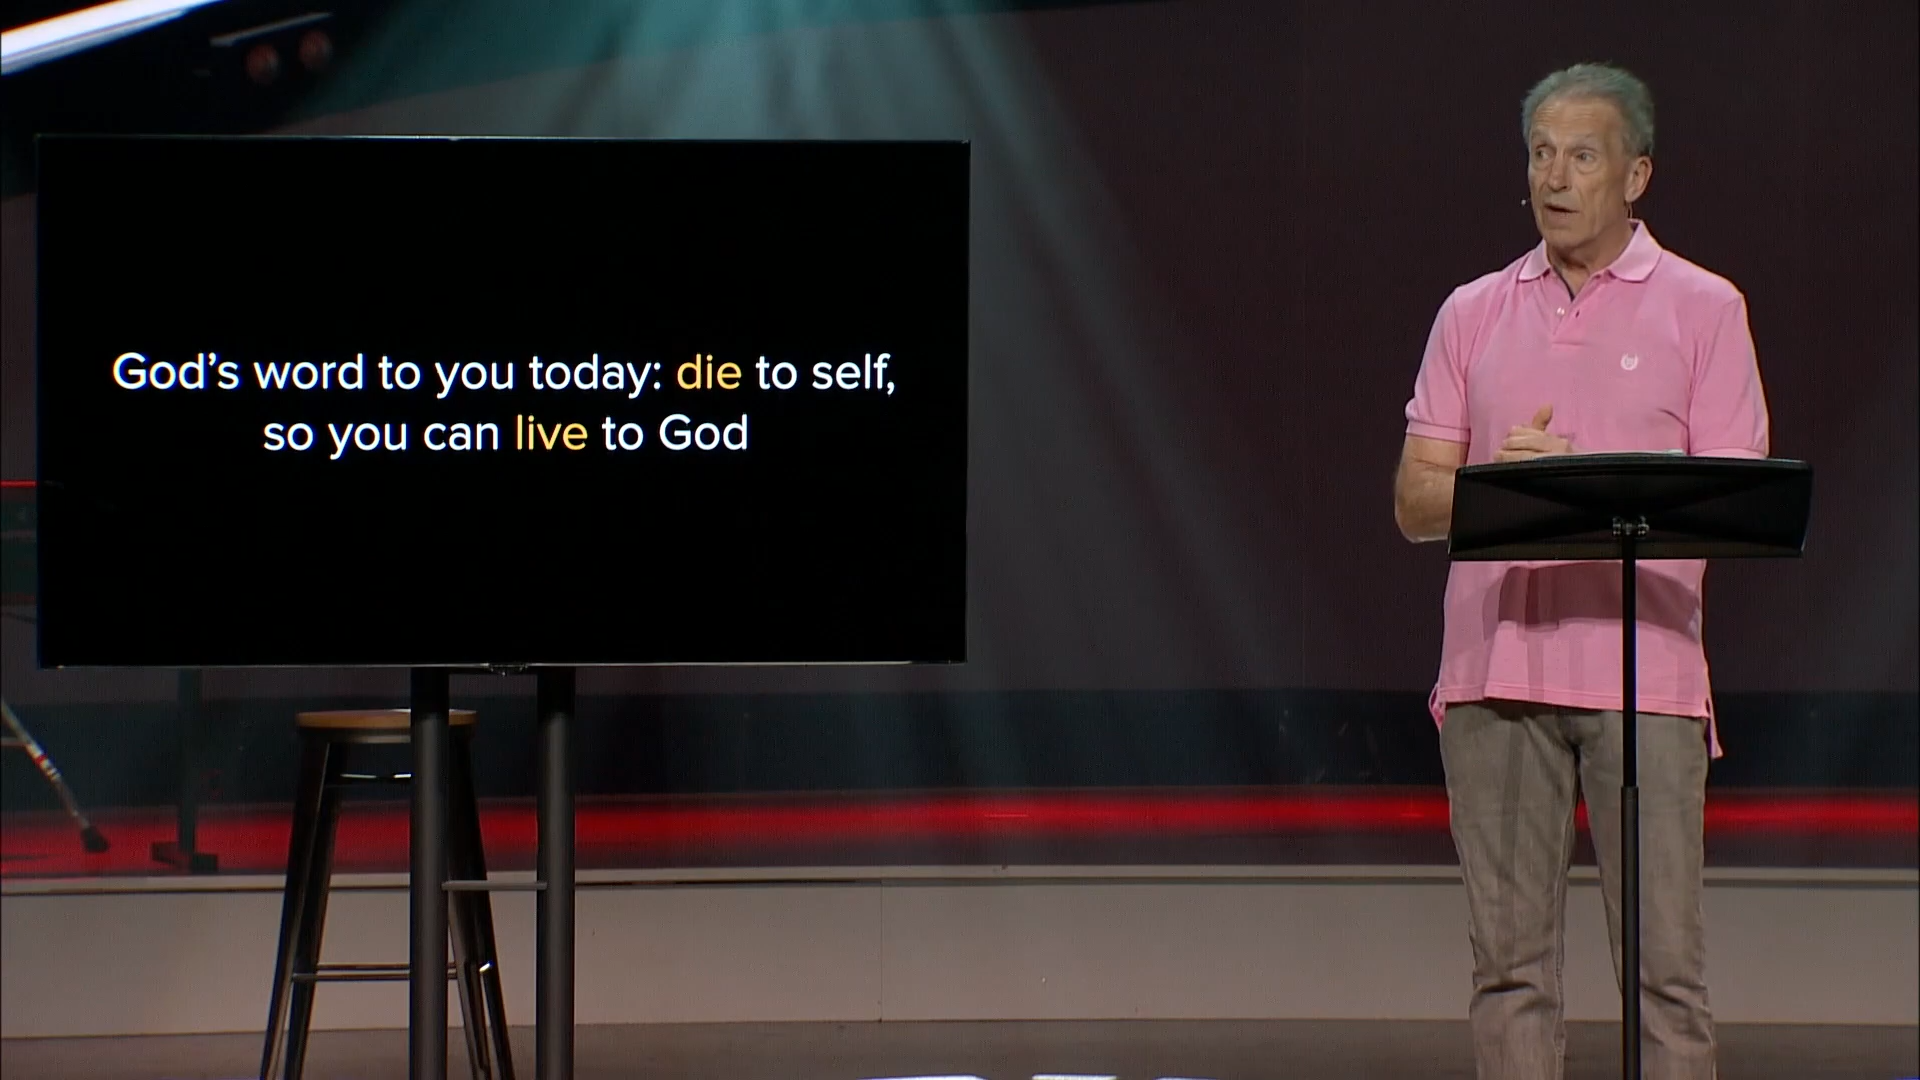 God’s word to you today: die to self,
so you can live to God